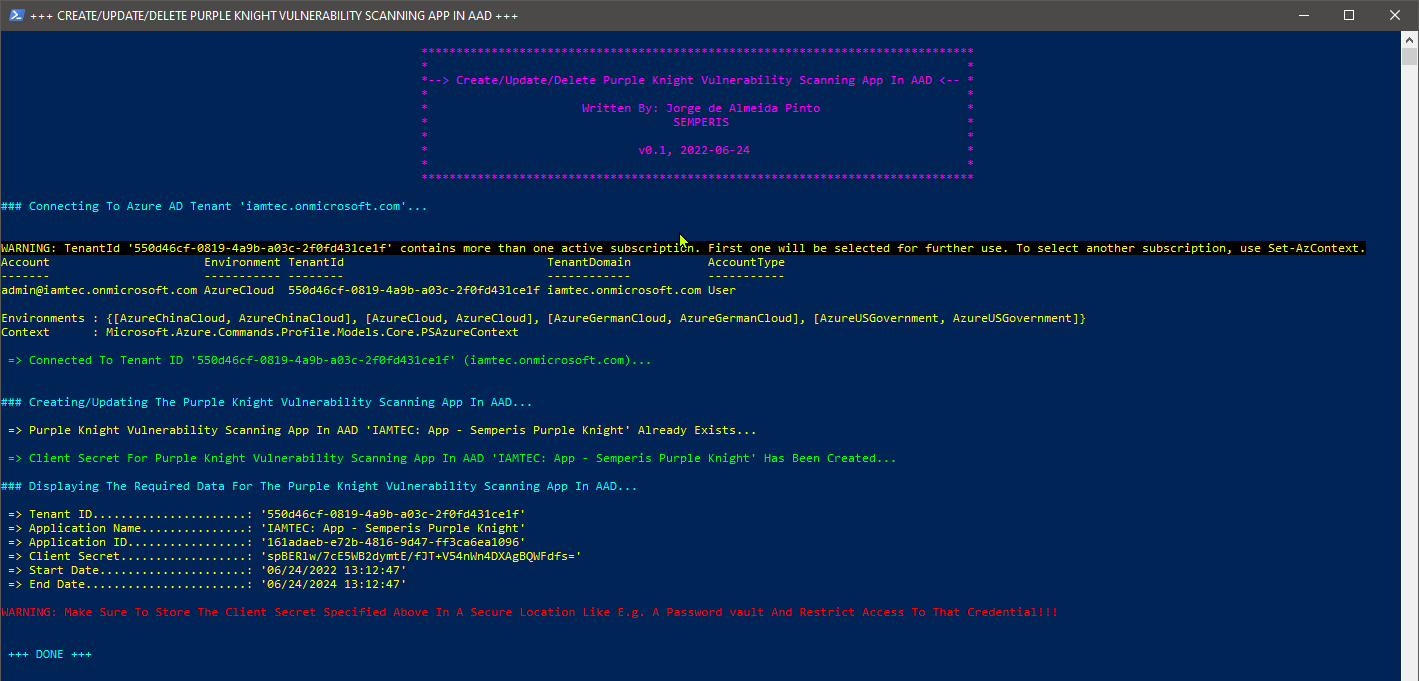 +++ CREATE/UPDATE/DELETE PURPLE KNIGHT VULNERABILITY SCANNING APP IN AAD +++
*******************************************************************************
* *
*--> Create/Update/Delete Purple Knight Vulnerability Scanning App In AAD <-- *
* *
* Written By: Jorge de Almeida Pinto *
* SEMPERIS *
* *
* v0.1, 2022-06-24 *
* *
*******************************************************************************
### Connecting To Azure AD Tenant 'iamtec.onmicrosoft.com'...
WARNING: TenantId '550d46cf-0819-4a9b-a03c-2f0fd431ce1f' contains more than one active subscription. First one will be selected for further use. To select another subscription, use Set-AzContext.
Account Environment TenantId TenantDomain AccountType
------- ----------- -------- ------------ -----------
admin@iamtec.onmicrosoft.com AzureCloud 550d46cf-0819-4a9b-a03c-2f0fd431ce1f iamtec.onmicrosoft.com User
Environments : {[AzureChinaCloud, AzureChinaCloud], [AzureCloud, AzureCloud], [AzureGermanCloud, AzureGermanCloud], [AzureUSGovernment, AzureUSGovernment]}
Context : Microsoft.Azure.Commands.Profile.Models.Core.PSAzureContext
=> Connected To Tenant ID '550d46cf-0819-4a9b-a03c-2f0fd431ce1f' (iamtec.onmicrosoft.com)...
### Creating/Updating The Purple Knight Vulnerability Scanning App In AAD...
=> Purple Knight Vulnerability Scanning App In AAD 'IAMTEC: App - Semperis Purple Knight' Already Exists...
=> Client Secret For Purple Knight Vulnerability Scanning App In AAD 'IAMTEC: App - Semperis Purple Knight' Has Been Created...
### Displaying The Required Data For The Purple Knight Vulnerability Scanning App In AAD...
=> Tenant ID......................: '550d46cf-0819-4a9b-a03c-2f0fd431ce1f'
=> Application Name...............: 'IAMTEC: App - Semperis Purple Knight'
=> Application ID.................: '161adaeb-e72b-4816-9d47-ff3ca6ea1096'
=> Client Secret..................: 'spBERlw/7cE5WB2dymtE/fJT+V54nWn4DXAgBQWFdfs='
=> Start Date.....................: '06/24/2022 13:12:47'
=> End Date.......................: '06/24/2024 13:12:47'
WARNING: Make Sure To Store The Client Secret Specified Above In A Secure Location Like E.g. A Password vault And Restrict Access To That Credential!!!
+++ DONE +++